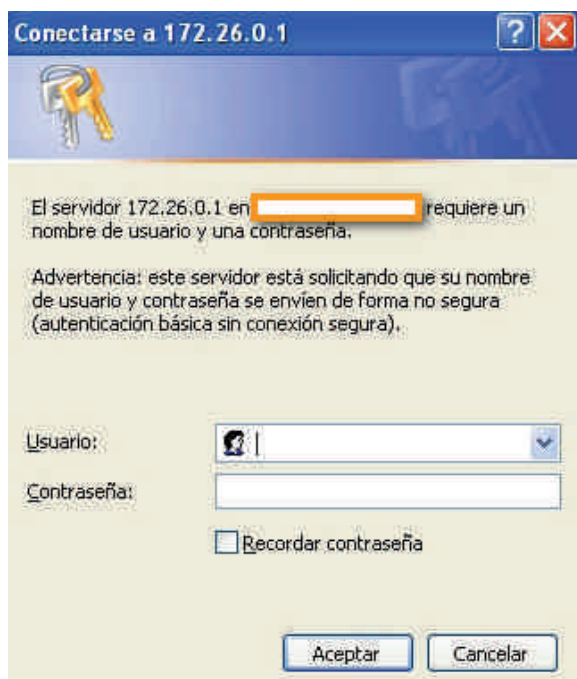 Conectarse a 172.26.0.1
El servidor 172.26.0.1 en requiere un
nombre de usuario y una contraseña.
Advertencia: este servidor está solicitando que su nombre
de usuario y contraseña se envíen de forma no segura
(autenticación básica sin conexión segura).
Usuario:
Contraseña:
Recordar contraseña
Aceptar Cancelar